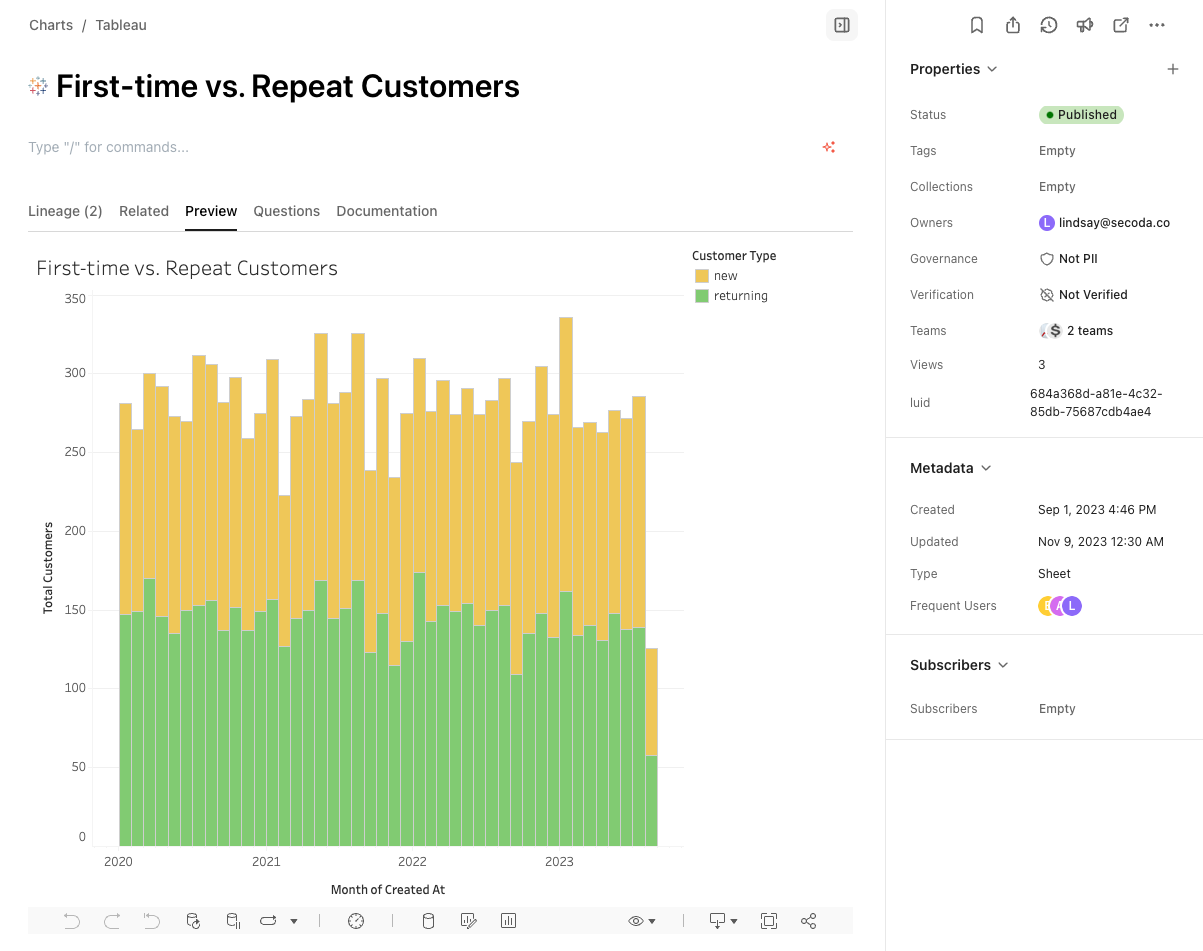 Charts / Tableau
First-time vs. Repeat Customers
Type "/" for commands...
Lineage (2) Related Preview Questions Documentation
First-time vs. Repeat Customers
Customer Type
new
returning
350
300
250
200
150
100
50
0
Total Customers
2020 2021 2022 2023
Month of Created At
Properties
Status Published
Tags Empty
Collections Empty
Owners L lindsay@secoda.co
Governance Not PII
Verification Not Verified
Teams $ 2 teams
Views 3
luid 684a368d-a81e-4c32-
85db-75687cdb4ae4
Metadata
Created Sep 1, 2023 4:46 PM
Updated Nov 9, 2023 12:30 AM
Type Sheet
Frequent Users L
Subscribers
Subscribers Empty